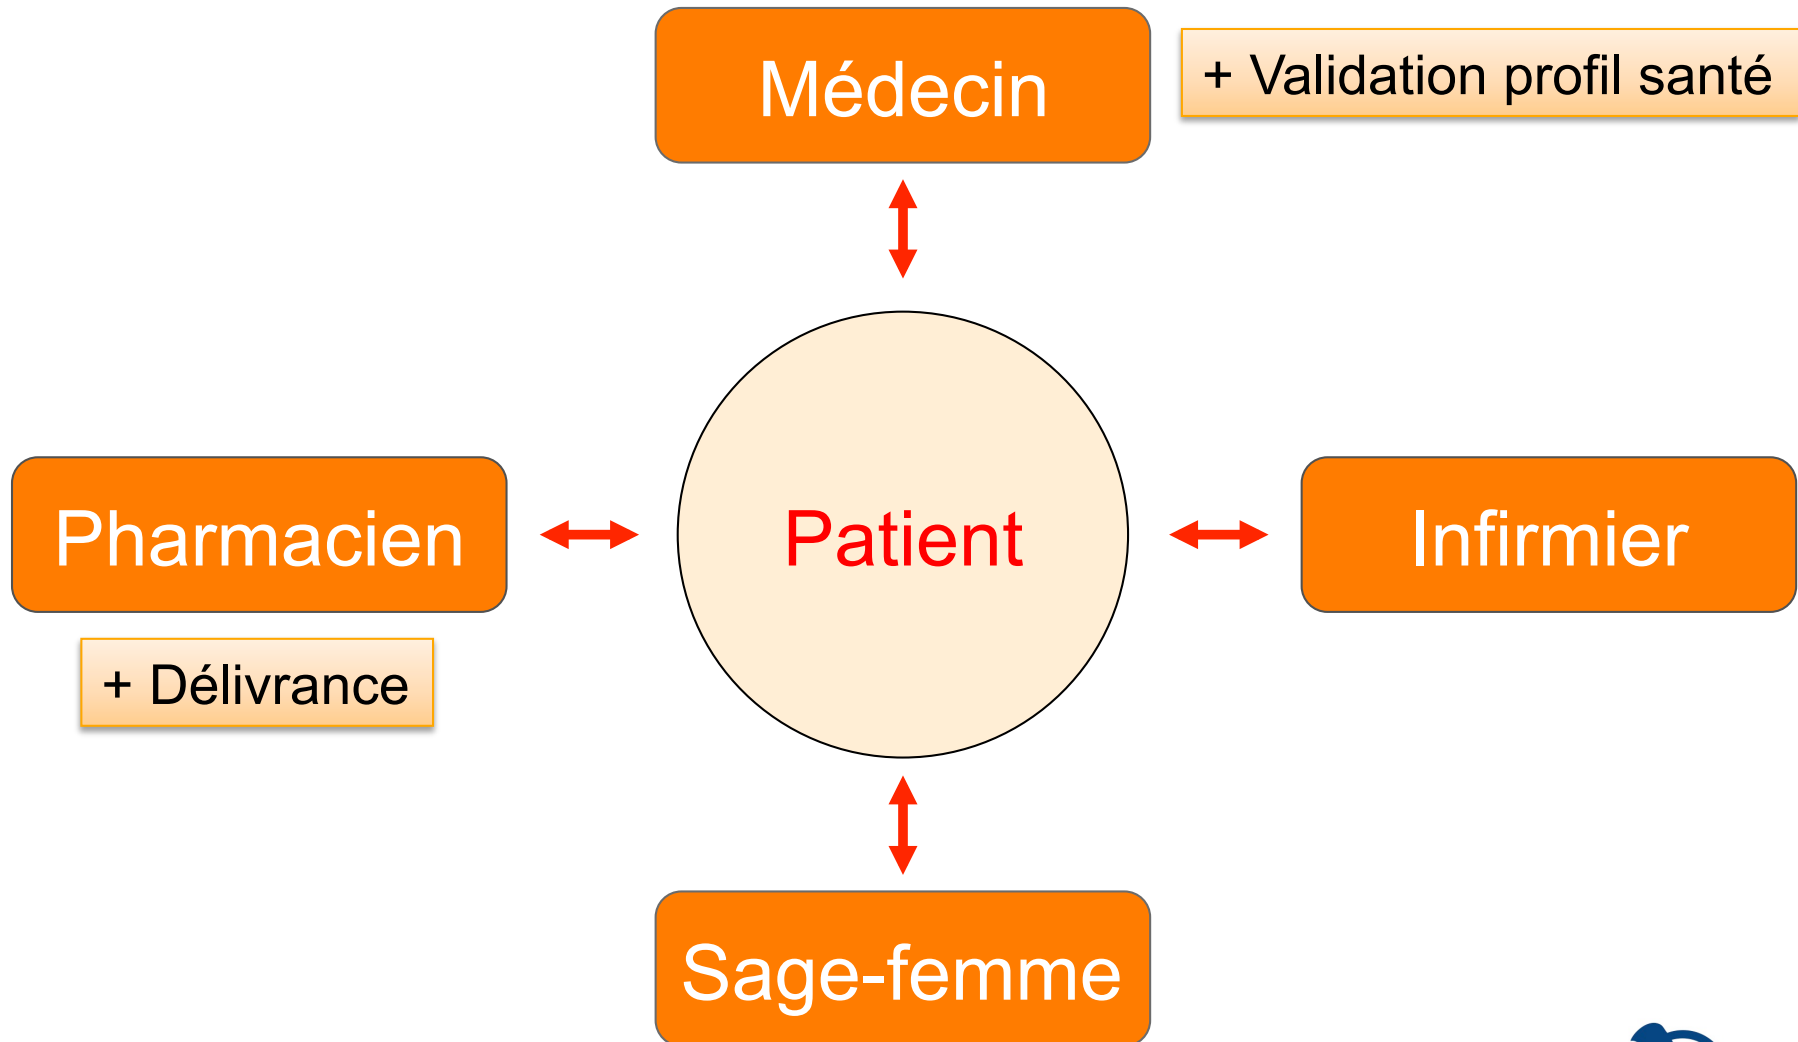 Médecin
+ Validation profil santé
Pharmacien
Patient
Infirmier
+ Délivrance
Sage-femme